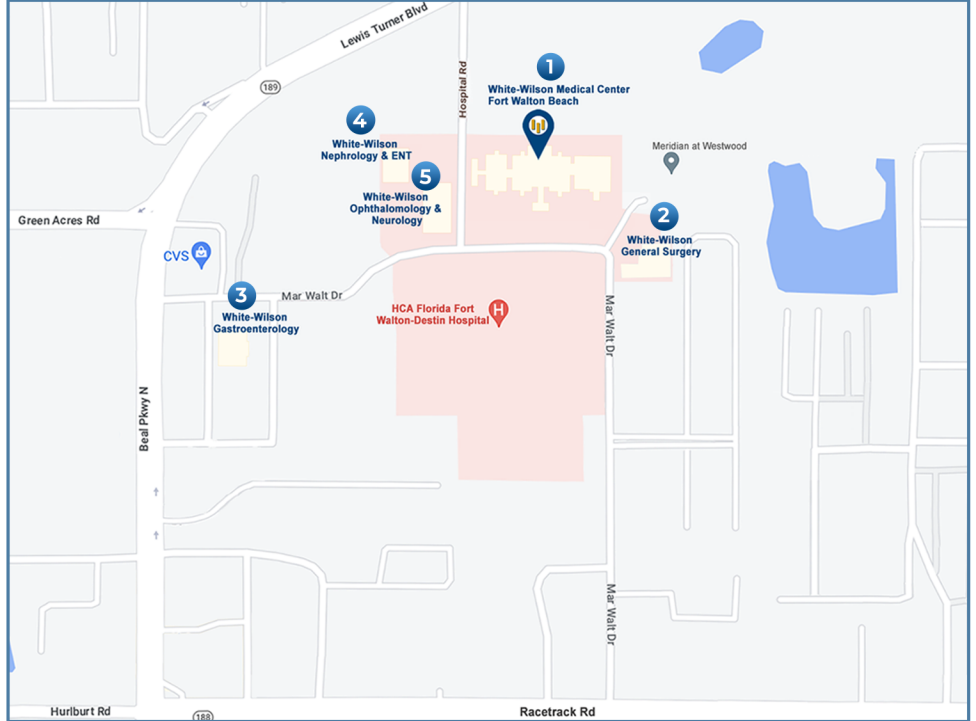 Lewis Turner Blvd
189
Hospital Rd
1
White-Wilson Medical Center
Fort Walton Beach
4
White-Wilson
Nephrology & ENT
Meridian at Westwood
5
White-Wilson
Ophthalomology &
Neurology
2
White-Wilson
General Surgery
Green Acres Rd
CVS
3
Mar Walt Dr
White-Wilson
Gastroenterology
HCA Florida Fort
Walton-Destin Hospital
H
Mar Walt Dr
Beal Pkwy N
Mar Walt Dr
Hurlburt Rd
188
Racetrack Rd